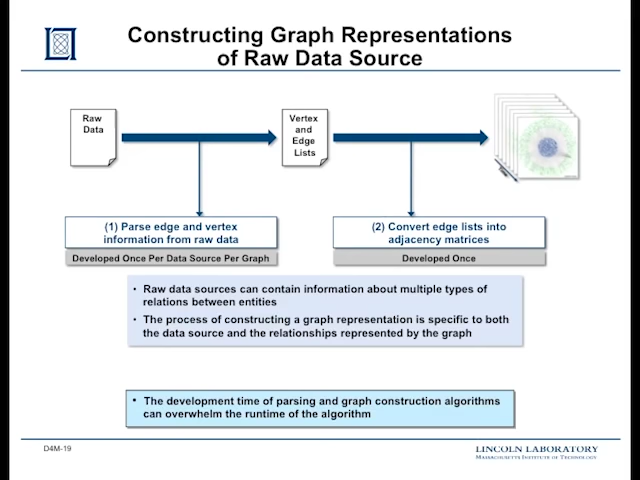 Constructing Graph Representations
of Raw Data Source
Raw
Data
Vertex
and
Edge
Lists
(1) Parse edge and vertex
information from raw data
Developed Once Per Data Source Per Graph
(2) Convert edge lists into
adjacency matrices
Developed Once
• Raw data sources can contain information about multiple types of
relations between entities
• The process of constructing a graph representation is specific to both
the data source and the relationships represented by the graph
• The development time of parsing and graph construction algorithms
can overwhelm the runtime of the algorithm
D4M-19
LINCOLN LABORATORY
MASSACHUSETTS INSTITUTE OF TECHNOLOGY